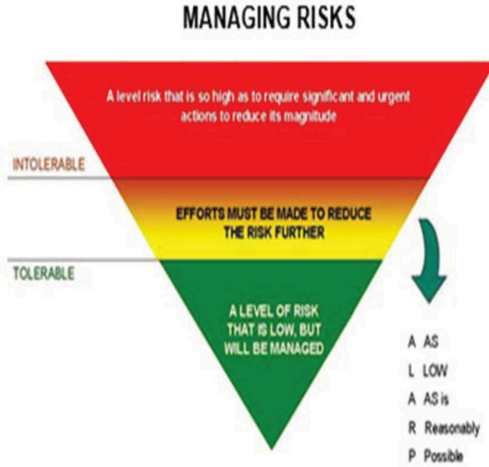 MANAGING RISKS
A level risk that is so high as to require significant and urgent
actions to reduce its magnitude
INTOLERABLE
EFFORTS MUST BE MADE TO REDUCE
THE RISK FURTHER
TOLERABLE
A LEVEL OF RISK
THAT IS LOW, BUT
WILL BE MANAGED
A AS
L LOW
A AS is
R Reasonably
P Possible